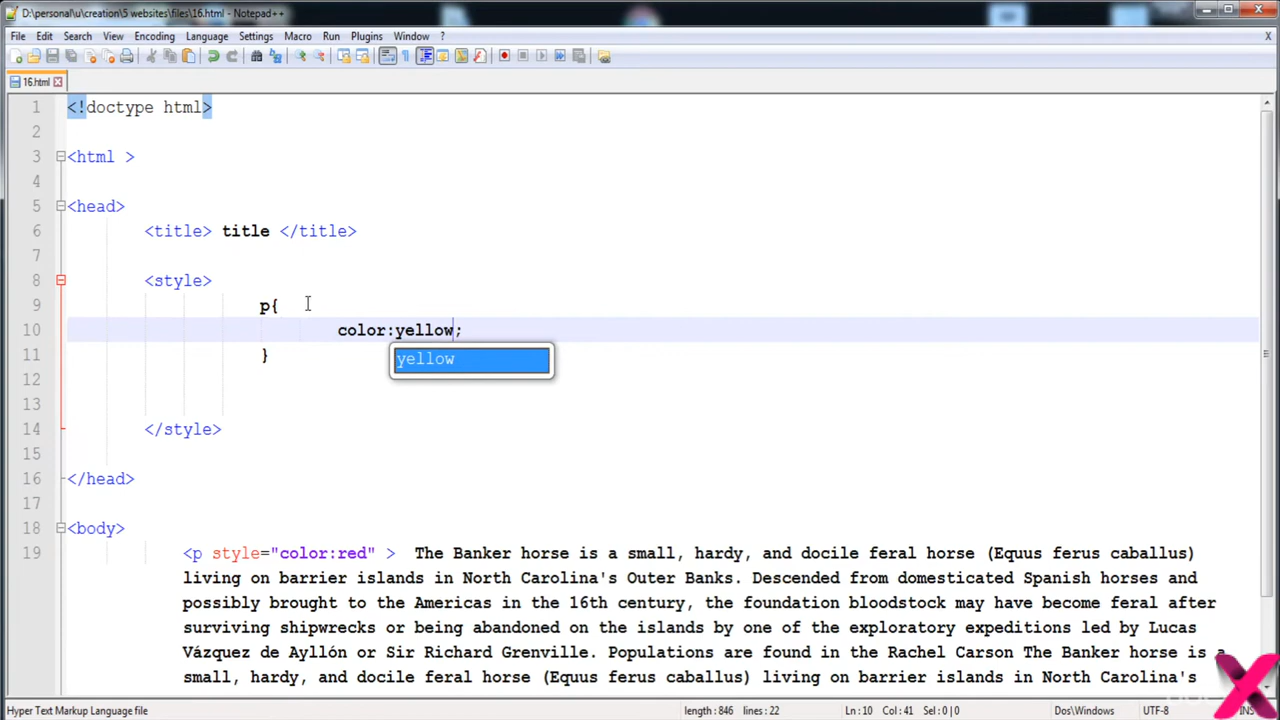 D:\personal\u\creation\5 websites\files\16.html - Notepad++
File Edit Search View Encoding Language Settings Macro Run Plugins Window ? X
16.html
1 <!doctype html>
2
3 <html >
4
5 <head>
6 <title> title </title>
7
8 <style>
9 p{
10 color:yellow;
11 }
yellow
12
13
14 </style>
15
16 </head>
17
18 <body>
19 <p style="color:red" > The Banker horse is a small, hardy, and docile feral horse (Equus ferus caballus)
living on barrier islands in North Carolina's Outer Banks. Descended from domesticated Spanish horses and
possibly brought to the Americas in the 16th century, the foundation bloodstock may have become feral after
surviving shipwrecks or being abandoned on the islands by one of the exploratory expeditions led by Lucas
Vázquez de Ayllón or Sir Richard Grenville. Populations are found in the Rachel Carson The Banker horse is a
small, hardy, and docile feral horse (Equus ferus caballus) living on barrier islands in North Carolina's
Hyper Text Markup Language file length : 846 lines : 22 Ln : 10 Col : 41 Sel : 0 | 0 Dos\Windows UTF-8 INS